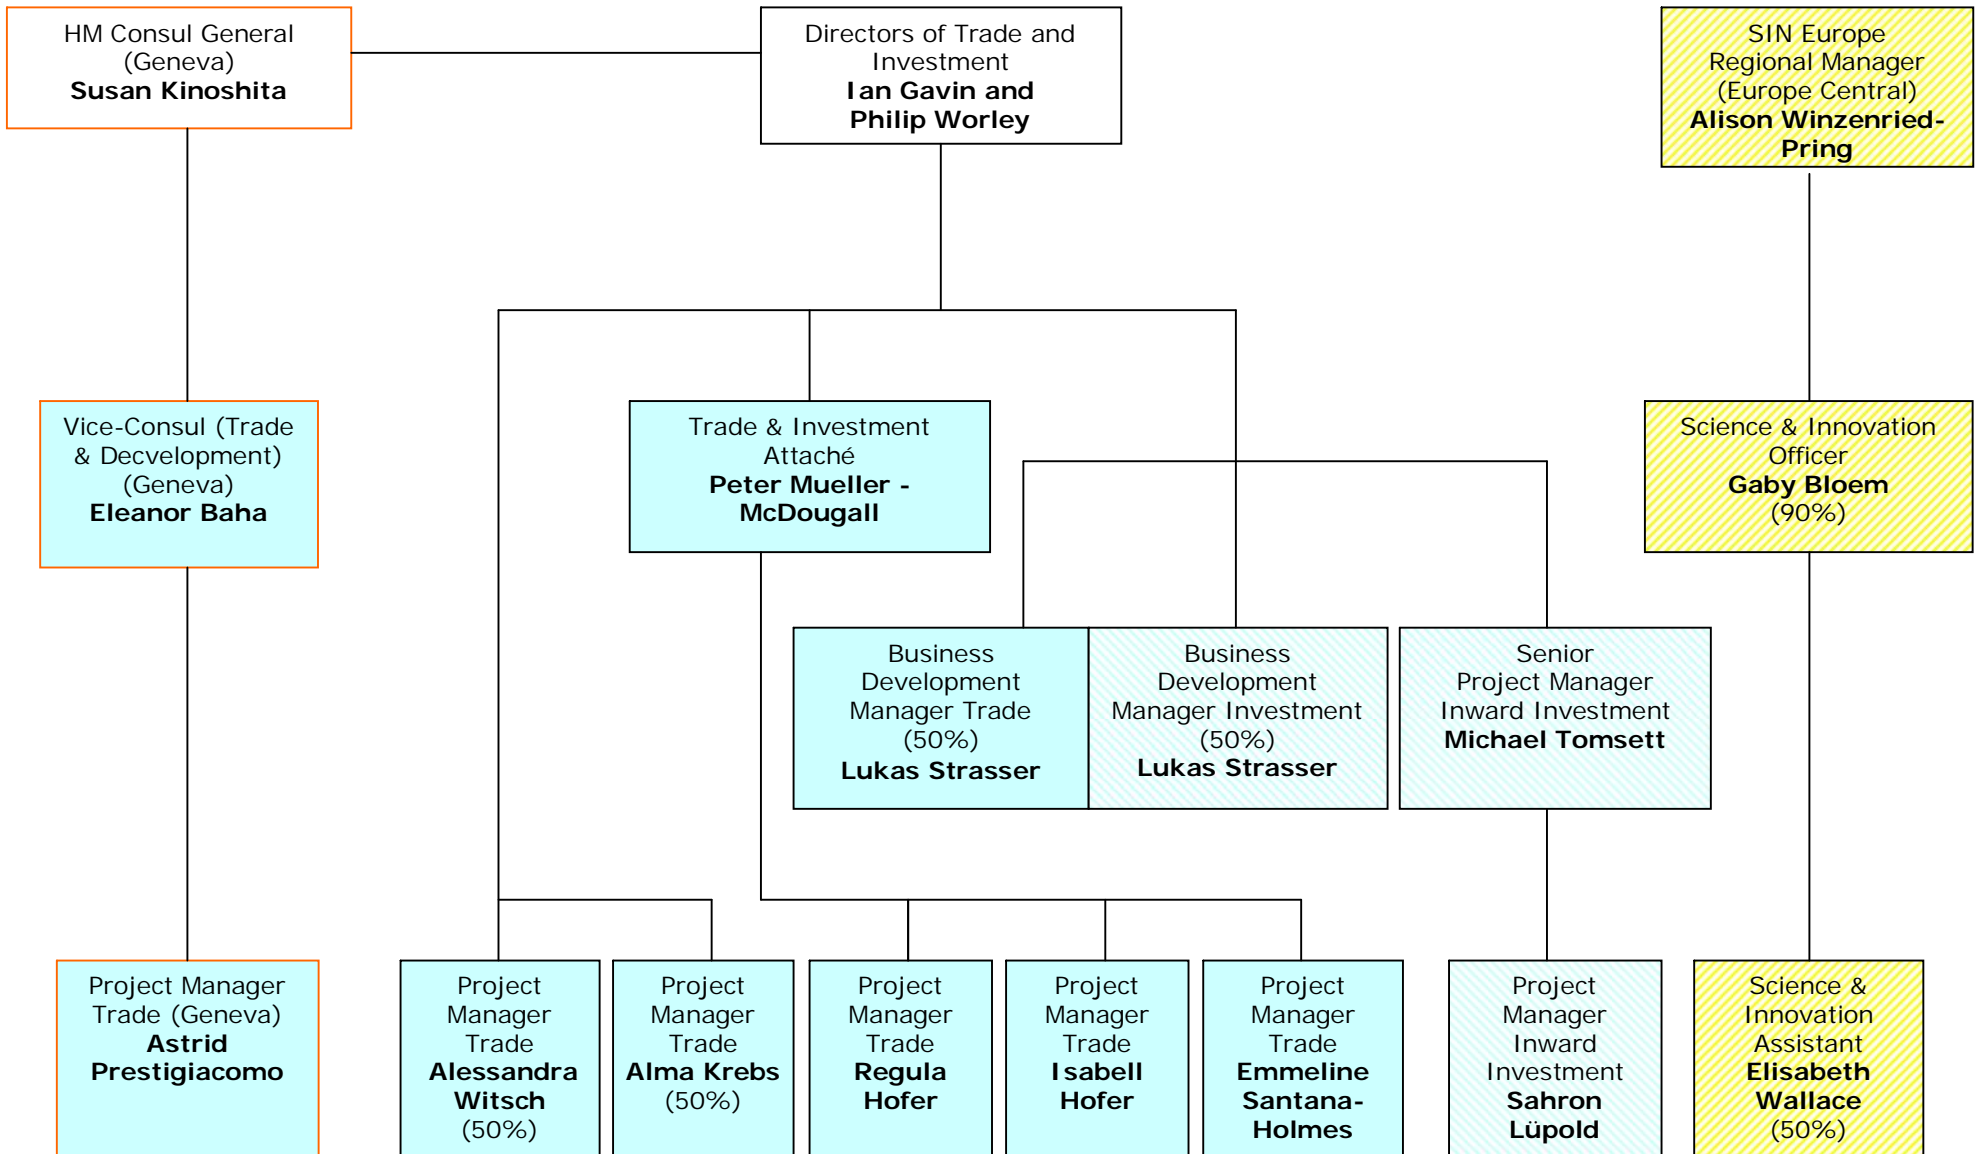 HM Consul General
(Geneva)
Susan Kinoshita
Directors of Trade and
Investment
Ian Gavin and
Philip Worley
SIN Europe
Regional Manager
(Europe Central)
Alison Winzenried-
Pring
Vice-Consul (Trade
& Decvelopment)
(Geneva)
Eleanor Baha
Trade & Investment
Attaché
Peter Mueller -
McDougall
Science & Innovation
Officer
Gaby Bloem
(90%)
Business
Development
Manager Trade
(50%)
Lukas Strasser
Business
Development
Manager Investment
(50%)
Lukas Strasser
Senior
Project Manager
Inward Investment
Michael Tomsett
Project Manager
Trade (Geneva)
Astrid
Prestigiacomo
Project
Manager
Trade
Alessandra
Witsch
(50%)
Project
Manager
Trade
Alma Krebs
(50%)
Project
Manager
Trade
Regula
Hofer
Project
Manager
Trade
Isabell
Hofer
Project
Manager
Trade
Emmeline
Santana-
Holmes
Project
Manager
Inward
Investment
Sahron
Lüpold
Science &
Innovation
Assistant
Elisabeth
Wallace
(50%)